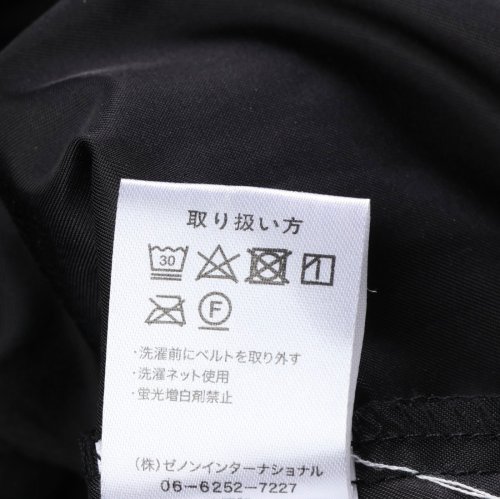 取り扱い方
30
F
・洗濯前にベルトを取り外す
・洗濯ネット使用
・蛍光増白剤禁止
(株)ゼノンインターナショナル
06-6252-7227